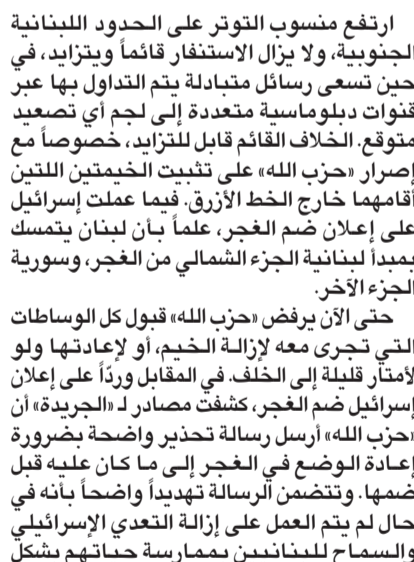 ارتفع منسوب التوتر على الحدود اللبنانية
الجنوبية، ولا يزال الاستنفار قائماً ويتزايد، في
حين تسعى رسائل متبادلة يتم التداول بها عبر
قنوات دبلوماسية متعددة إلى لجم أي تصعيد
متوقع. الخلاف القائم قابل للتزايد، خصوصاً مع
إصرار «حزب الله» على تثبيت الخيمتين اللتين
أقامهما خارج الخط الأزرق. فيما عملت إسرائيل
على إعلان ضم الغجر، علماً بأن لبنان يتمسك
بمبدأ لبنانية الجزء الشمالي من الغجر، وسورية
الجزء الآخر.
حتى الآن يرفض «حزب الله» قبول كل الوساطات
التي تجرى معه لإزالة الخيم، أو لإعادتها ولو
لأمتار قليلة إلى الخلف. في المقابل ورداً على إعلان
إسرائيل ضم الغجر، كشفت مصادر لـ «الجريدة» أن
«حزب الله» أرسل رسالة تحذير واضحة بضرورة
إعادة الوضع في الغجر إلى ما كان عليه قبل
ضمها. وتتضمن الرسالة تهديداً واضحاً بأنه في
حال لم يتم العمل على إزالة التعدي الإسرائيلي
والسماح للبنانيين بممارسة حياتهم بشكل